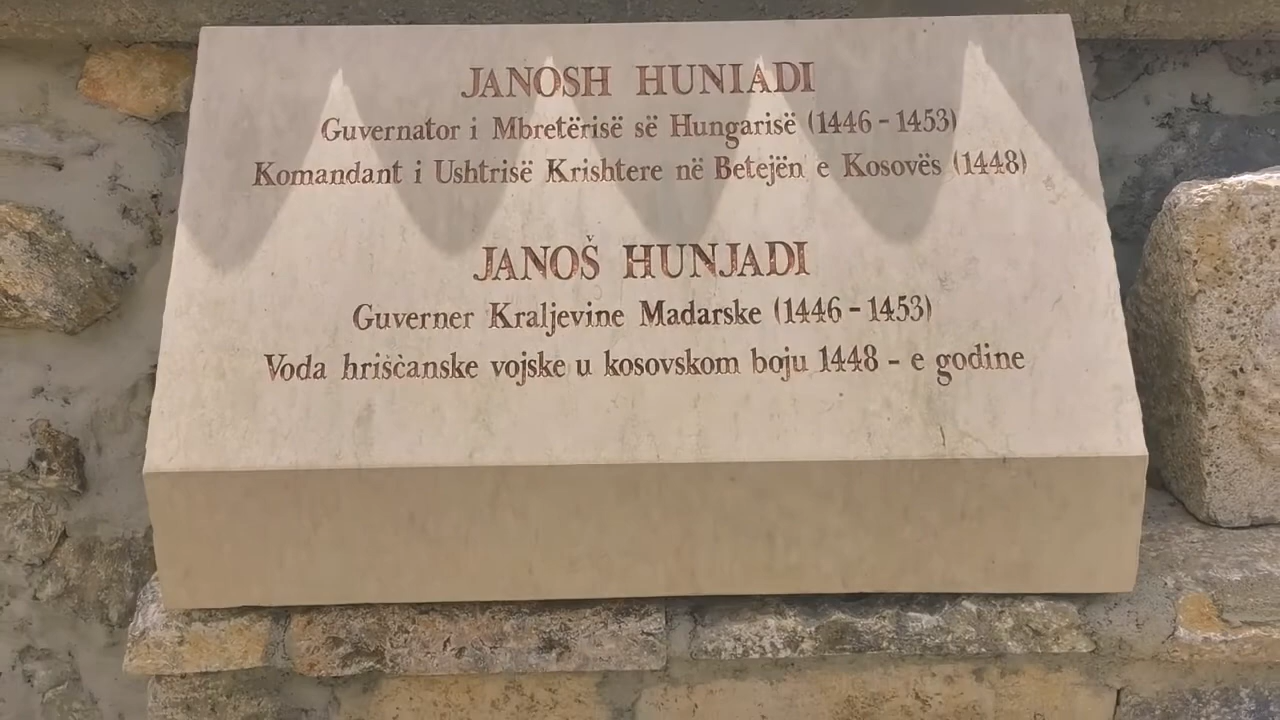 JANOSH HUNIADI
Guvernator i Mbretërisë së Hungarisë (1446 - 1453)
Komandant i Ushtrisë Krishtere në Betejën e Kosovës (1448)
JANOŠ HUNJADI
Guverner Kraljevine Madarske (1446 - 1453)
Voda hrišćanske vojske u kosovskom boju 1448 - e godine